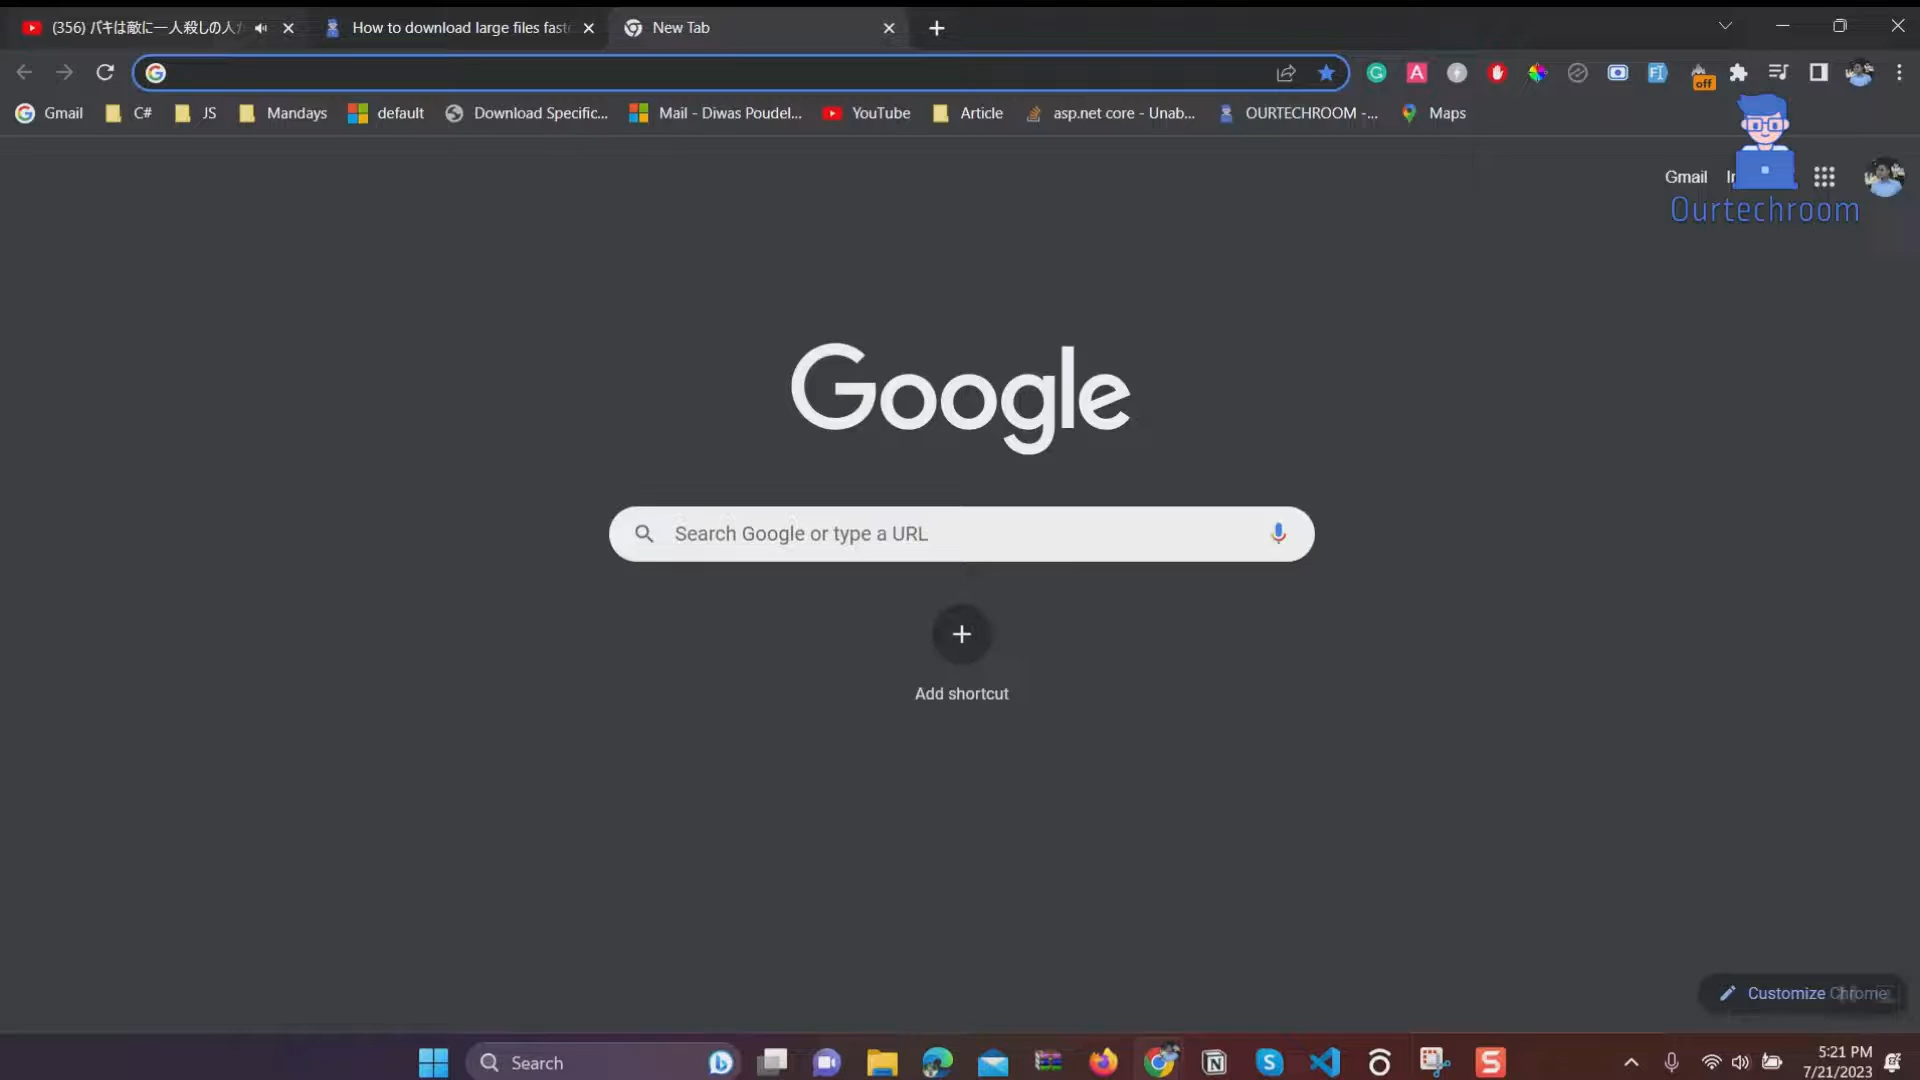 (356) バキは敵に一人殺しの人
How to download large files fast
New Tab
Gmail
C#
JS
Mandays
default
Download Specific...
Mail - Diwas Poudel...
YouTube
Article
asp.net core - Unab...
OURTECHROOM -...
Maps
off
Gmail
Ourtechroom
Google
Search Google or type a URL
Add shortcut
Customize Chrome
Search
5:21 PM
7/21/2023